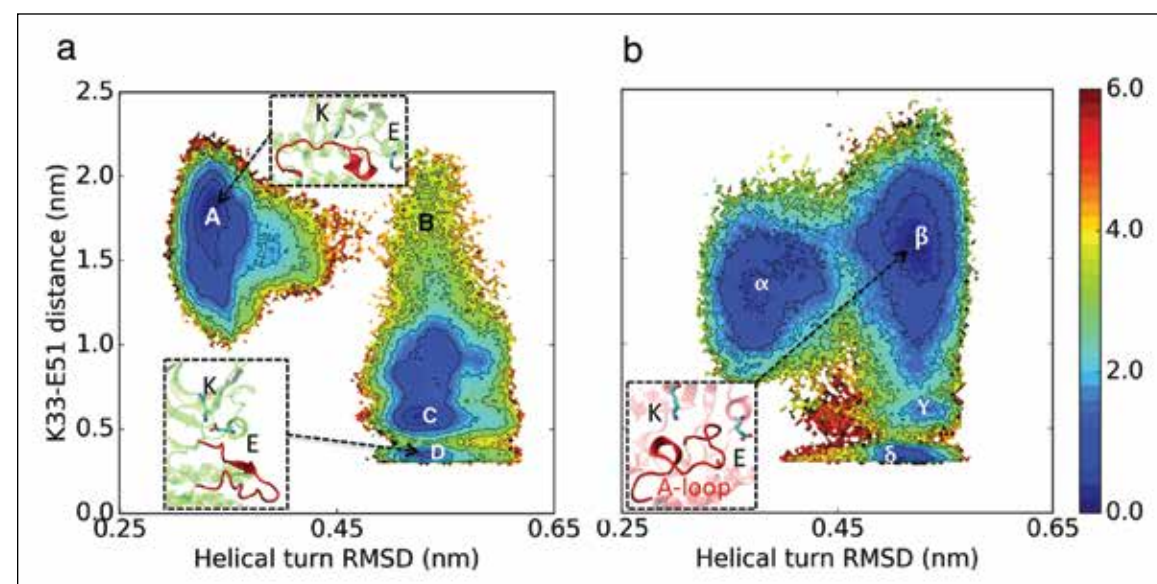 a
b
K33-E51 distance (nm)
2.5
2.0
1.5
1.0
0.5
0.0
A
B
C
D
K
E
K
E
0.25
0.45
0.65
Helical turn RMSD (nm)
α
β
γ
δ
K
E
A-loop
0.25
0.45
0.65
Helical turn RMSD (nm)
6.0
4.0
2.0
0.0